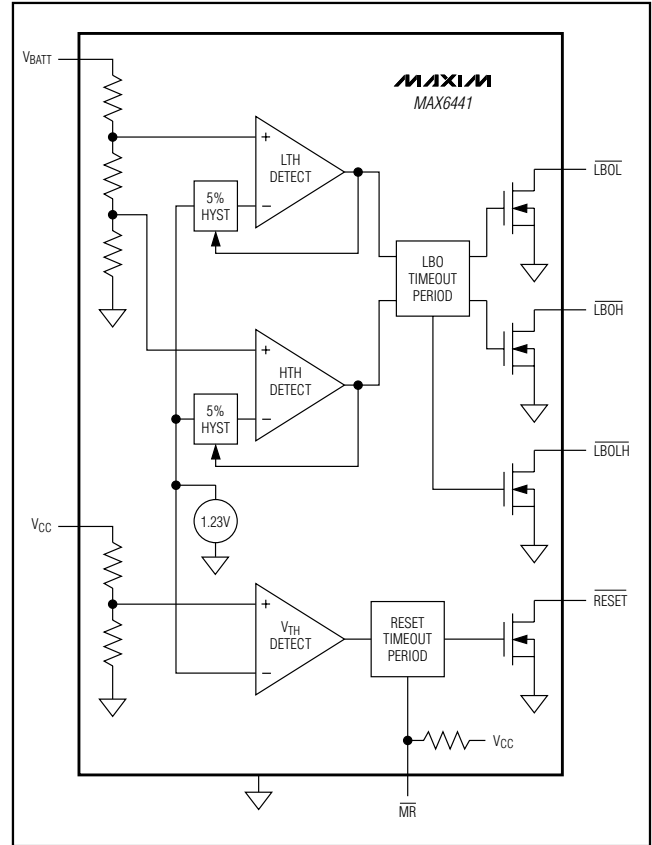 VBATT
MAXIM
MAX6441
LTH
DETECT
+
−
5%
HYST
LBOL
LBO
TIMEOUT
PERIOD
LBOH
HTH
DETECT
+
−
5%
HYST
LBOLH
1.23V
VCC
RESET
VTH
DETECT
+
−
RESET
TIMEOUT
PERIOD
VCC
MR